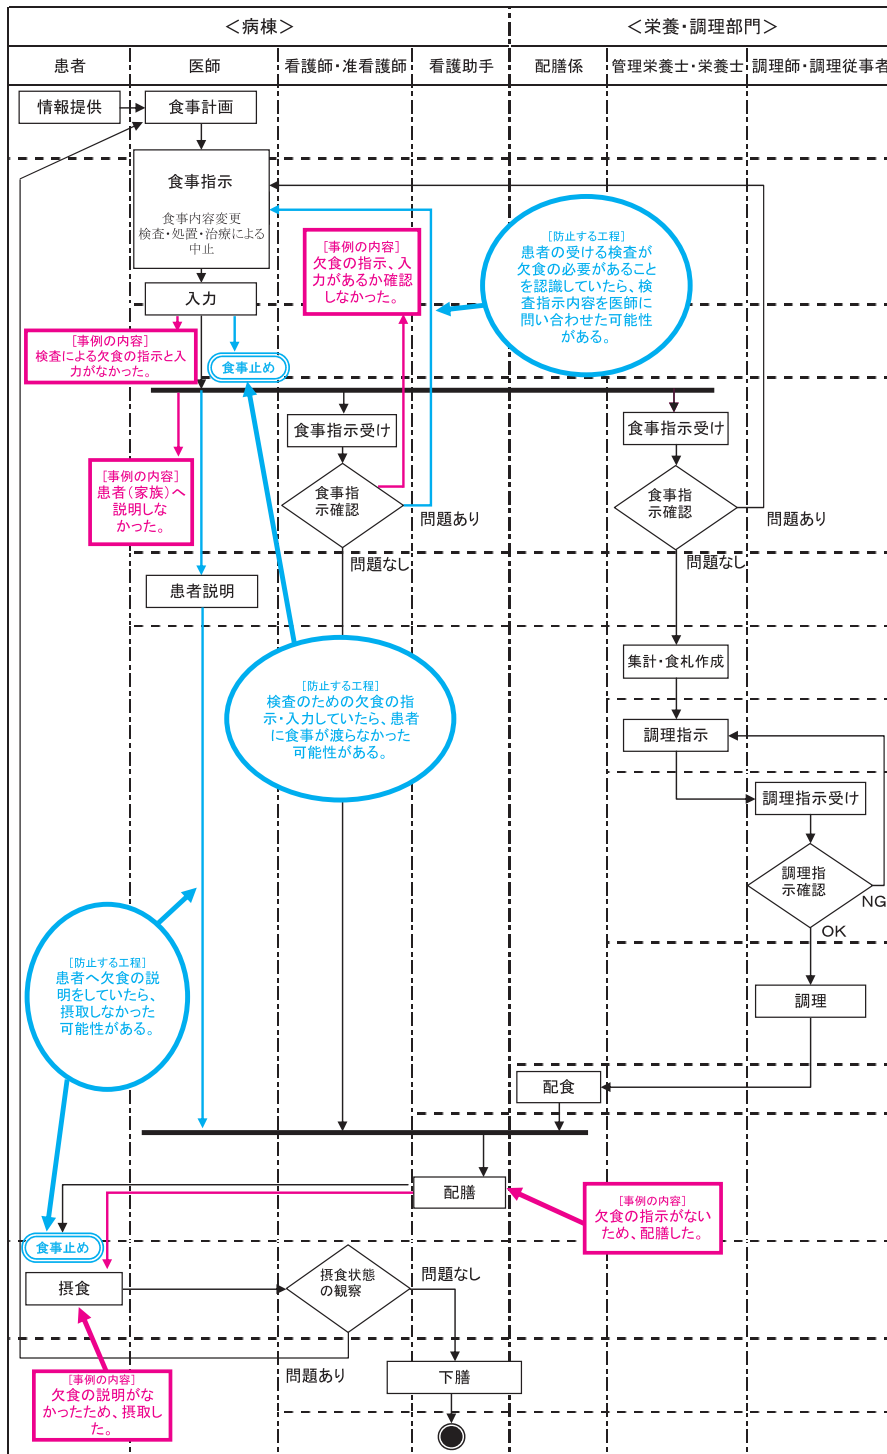 ＜病棟＞
＜栄養・調理部門＞
患者
医師
看護師・准看護師
看護助手
配膳係
管理栄養士・栄養士
調理師・調理従事者
情報提供
食事計画
食事指示
食事内容変更
検査・処置・治療による
中止
[事例の内容]
欠食の指示、入
力があるか確認
しなかった。
[防止する工程]
患者の受ける検査が
欠食の必要があること
を認識していたら、検
査指示内容を医師に
問い合わせた可能性
がある。
入力
[事例の内容]
検査による欠食の指示と入
力がなかった。
食事止め
食事指示受け
食事指示受け
[事例の内容]
患者（家族）へ
説明しな
かった。
食事指
示確認
問題あり
問題なし
食事指
示確認
問題あり
問題なし
患者説明
集計・食札作成
[防止する工程]
検査のための欠食の指
示・入力していたら、患者
に食事が渡らなかった
可能性がある。
調理指示
調理指示受け
調理指
示確認
NG
OK
[防止する工程]
患者へ欠食の説
明をしていたら、
摂取しなかった
可能性がある。
調理
配食
配膳
[事例の内容]
欠食の指示がない
ため、配膳した。
食事止め
摂食
摂食状態
の観察
問題なし
問題あり
[事例の内容]
欠食の説明がな
かったため、摂取し
た。
下膳